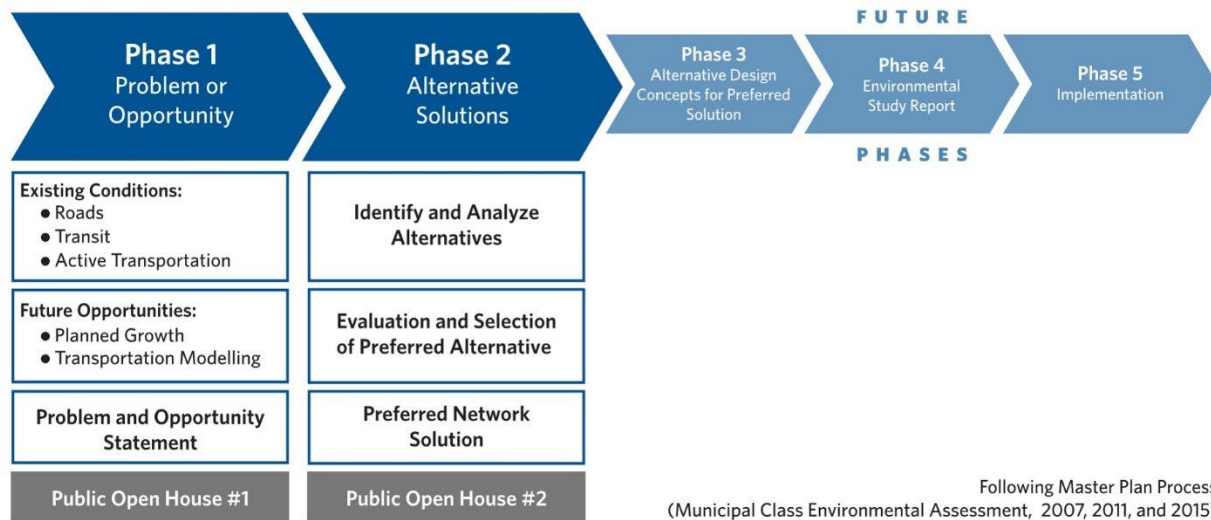 Phase 1
Problem or
Opportunity
Phase 2
Alternative
Solutions
FUTURE
Phase 3
Alternative Design
Concepts for Preferred
Solution
Phase 4
Environmental
Study Report
Phase 5
Implementation
PHASES
Existing Conditions:
● Roads
● Transit
● Active Transportation
Future Opportunities:
● Planned Growth
● Transportation Modelling
Problem and Opportunity
Statement
Public Open House #1
Identify and Analyze
Alternatives
Evaluation and Selection
of Preferred Alternative
Preferred Network
Solution
Public Open House #2
Following Master Plan Process
(Municipal Class Environmental Assessment, 2007, 2011, and 2015